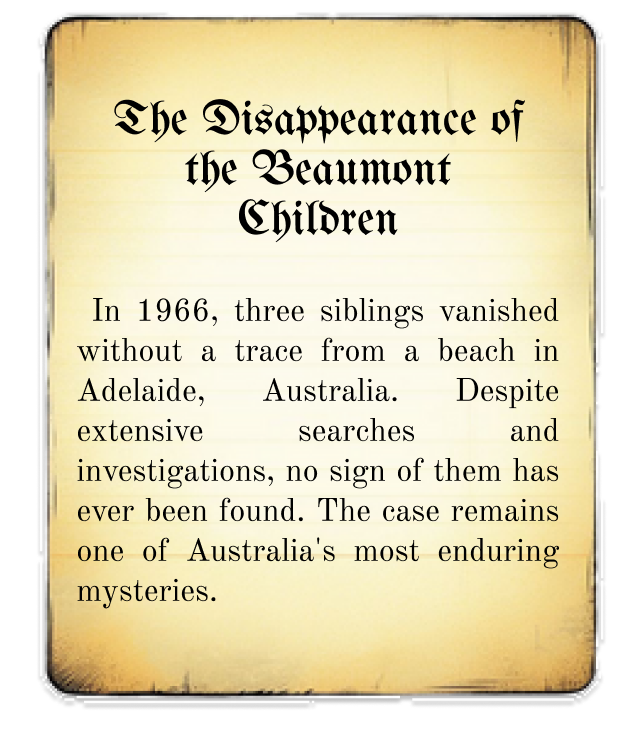 The Disappearance of
the Beaumont
Children
In 1966, three siblings vanished
without a trace from a beach in
Adelaide, Australia. Despite
extensive searches and
investigations, no sign of them has
ever been found. The case remains
one of Australia's most enduring
mysteries.